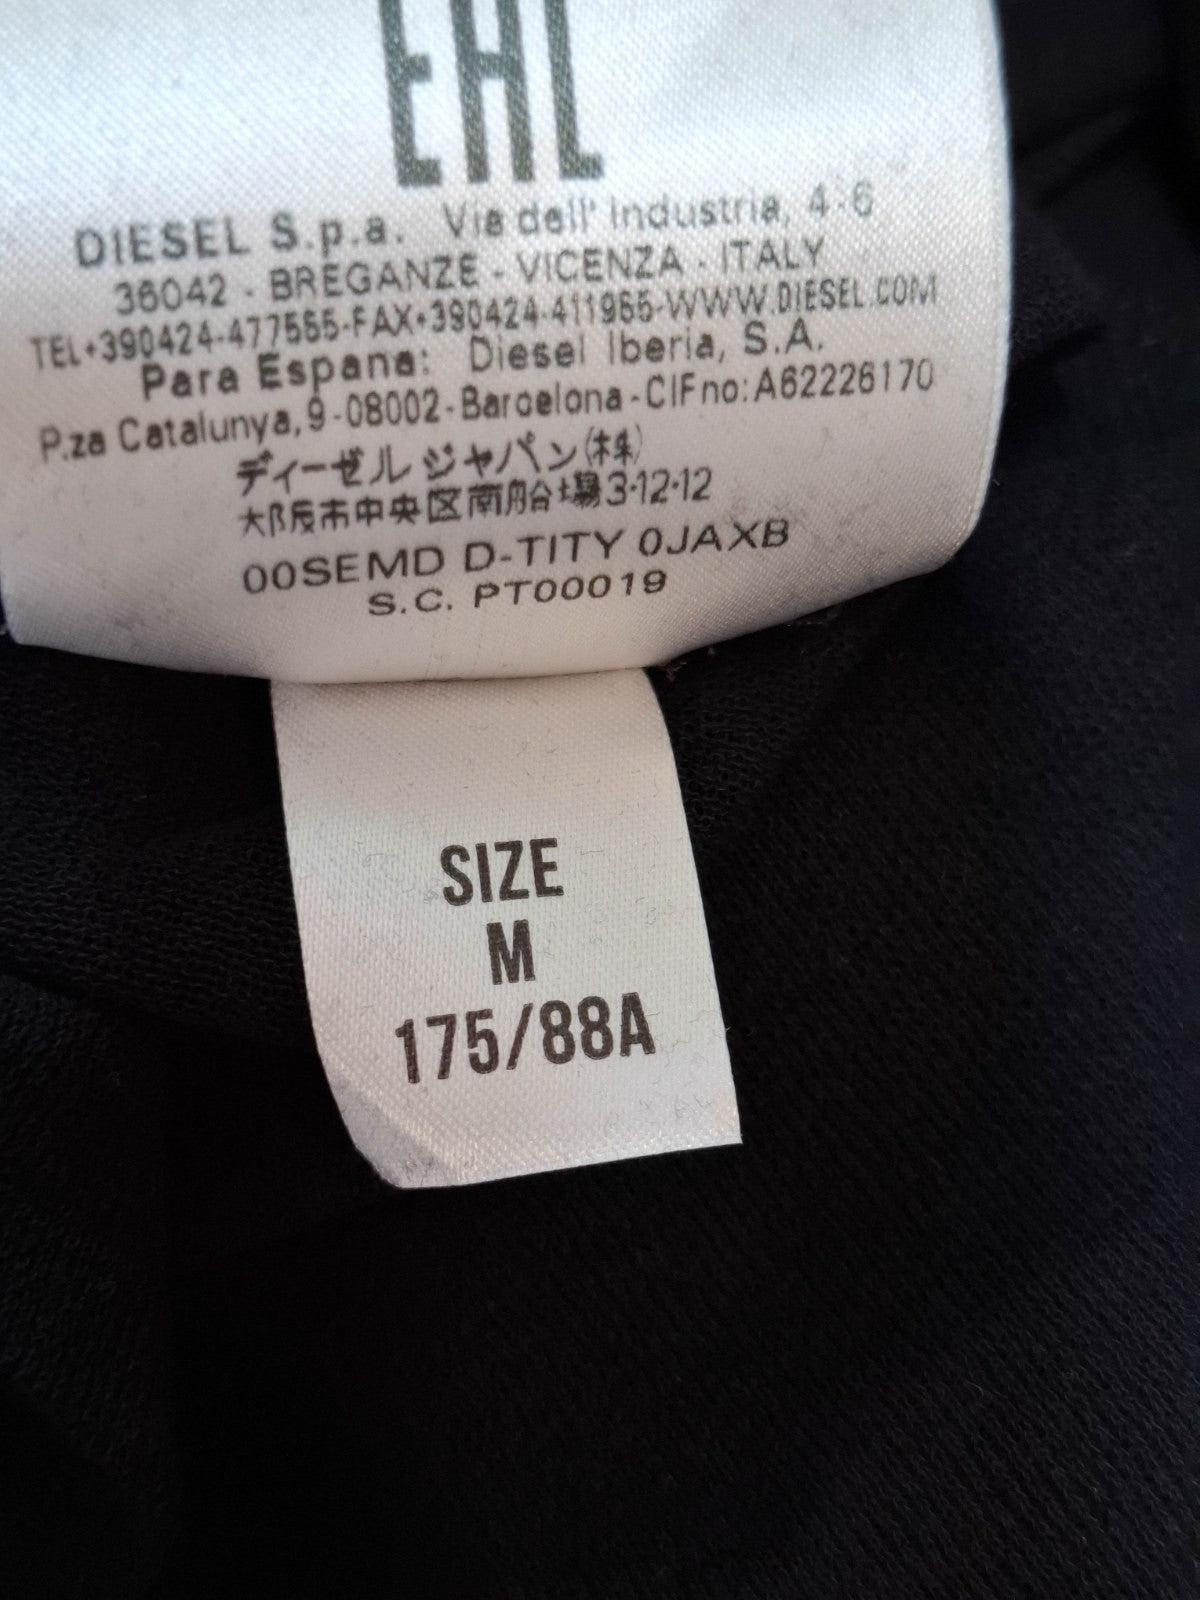 EAC
DIESEL S.p.a. Via dell' Industria, 4-6
36042 - BREGANZE - VICENZA - ITALY
TEL+390424-477555-FAX+390424-411955-WWW.DIESEL.COM
Para Espana: Diesel Iberia, S.A.
P.za Catalunya, 9-08002-Barcelona-CIF no: A62226170
ディーゼル ジャパン(株)
大阪市中央区南船場3-12-12
00SEMD D-TITY 0JAXB
S.C. PT00019
SIZE
M
175/88A